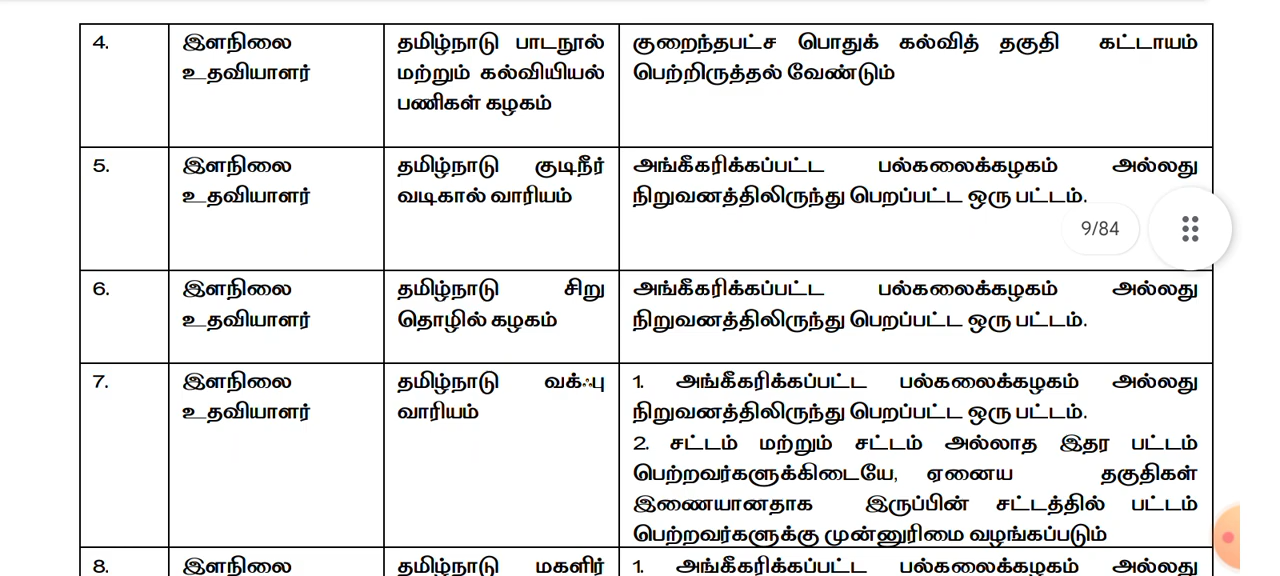 4. இளநிலை தமிழ்நாடு பாடநூல் குறைந்தபட்ச பொதுக் கல்வித் தகுதி கட்டாயம்
உதவியாளர் மற்றும் கல்வியியல் பெற்றிருத்தல் வேண்டும்
பணிகள் கழகம்
5. இளநிலை தமிழ்நாடு குடிநீர் அங்கீகரிக்கப்பட்ட பல்கலைக்கழகம் அல்லது
உதவியாளர் வடிகால் வாரியம் நிறுவனத்திலிருந்து பெறப்பட்ட ஒரு பட்டம்.
9/84
6. இளநிலை தமிழ்நாடு சிறு அங்கீகரிக்கப்பட்ட பல்கலைக்கழகம் அல்லது
உதவியாளர் தொழில் கழகம் நிறுவனத்திலிருந்து பெறப்பட்ட ஒரு பட்டம்.
7. இளநிலை தமிழ்நாடு வக்ஃபு 1. அங்கீகரிக்கப்பட்ட பல்கலைக்கழகம் அல்லது
உதவியாளர் வாரியம் நிறுவனத்திலிருந்து பெறப்பட்ட ஒரு பட்டம்.
2. சட்டம் மற்றும் சட்டம் அல்லாத இதர பட்டம்
பெற்றவர்களுக்கிடையே, ஏனைய தகுதிகள்
இணையானதாக இருப்பின் சட்டத்தில் பட்டம்
பெற்றவர்களுக்கு முன்னுரிமை வழங்கப்படும்
8. இளநிலை தமிழ்நாடு மகளிர் 1. அங்கீகரிக்கப்பட்ட பல்கலைக்கழகம் அல்லது